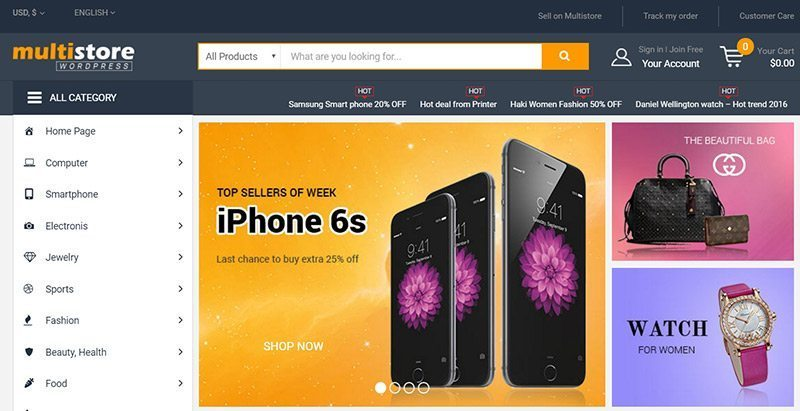 USD, $
ENGLISH
Sell on Multistore
Track my order
Customer Care
multistore
WORDPRESS
All Products
What are you looking for...
Sign in | Join Free
Your Account
0
Your Cart
$0.00
ALL CATEGORY
HOT
Samsung Smart phone 20% OFF
HOT
Hot deal from Printer
HOT
Haki Women Fashion 50% OFF
HOT
Daniel Wellington watch – Hot trend 2016
Home Page
Computer
Smartphone
Electronis
Jewelry
Sports
Fashion
Beauty, Health
Food
TOP SELLERS OF WEEK
iPhone 6s
Last chance to buy extra 25% off
SHOP NOW
9:41
9:41
9:41
THE BEAUTIFUL BAG
WATCH
FOR WOMEN